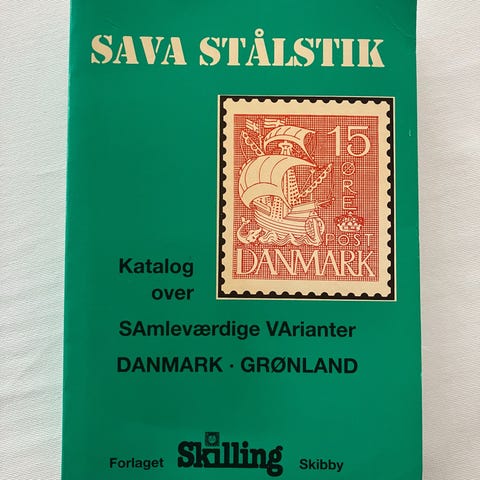 SAVA STÅLSTIK
15
ØRE
POST
DANMARK
Katalog
over
SAmleværdige VArianter
DANMARK · GRØNLAND
Forlaget Skilling Skibby